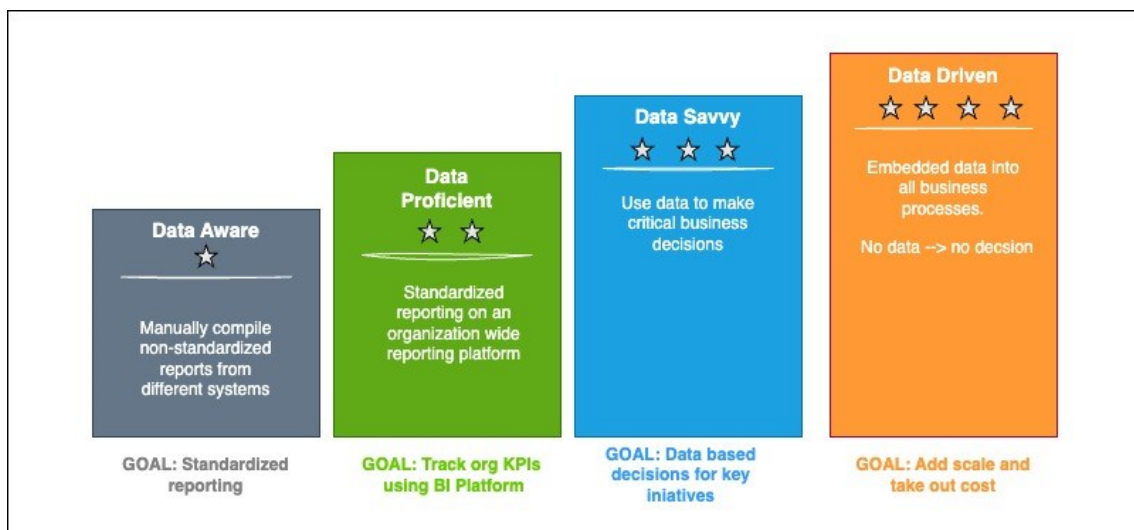 Data Aware
Manually compile
non-standardized
reports from
different systems
GOAL: Standardized
reporting
Data
Proficient
Standardized
reporting on an
organization wide
reporting platform
GOAL: Track org KPIs
using BI Platform
Data Savvy
Use data to make
critical business
decisions
GOAL: Data based
decisions for key
iniatives
Data Driven
Embedded data into
all business
processes.
No data --> no decsion
GOAL: Add scale and
take out cost